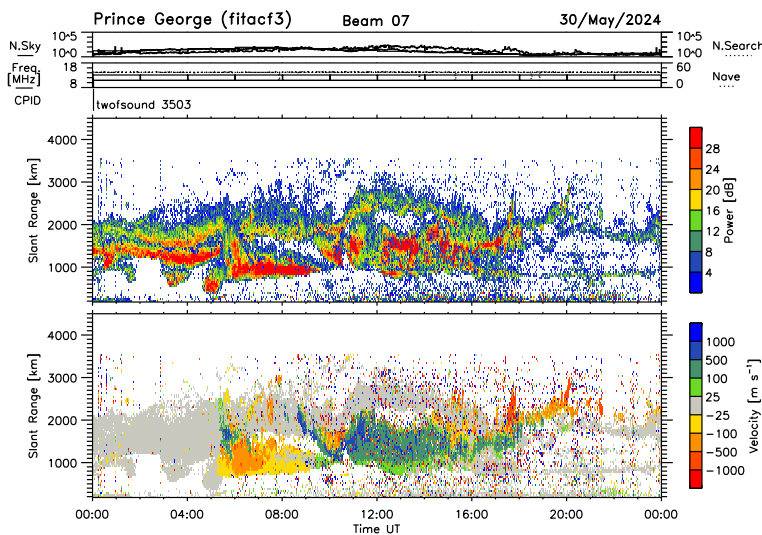 Prince George (fitacf3) Beam 07 30/May/2024
N.Sky 10^5 10^0 10^5 10^0 N.Search
Freq. [MHz] 18 8 60 0 Nave
CPID twofsound 3503
Slant Range [km]
4000
3000
2000
1000
Power [dB]
28
24
20
16
12
8
4
Slant Range [km]
4000
3000
2000
1000
Velocity [m s⁻¹]
1000
500
100
25
−25
−100
−500
−1000
00:00 04:00 08:00 12:00 16:00 20:00 00:00
Time UT